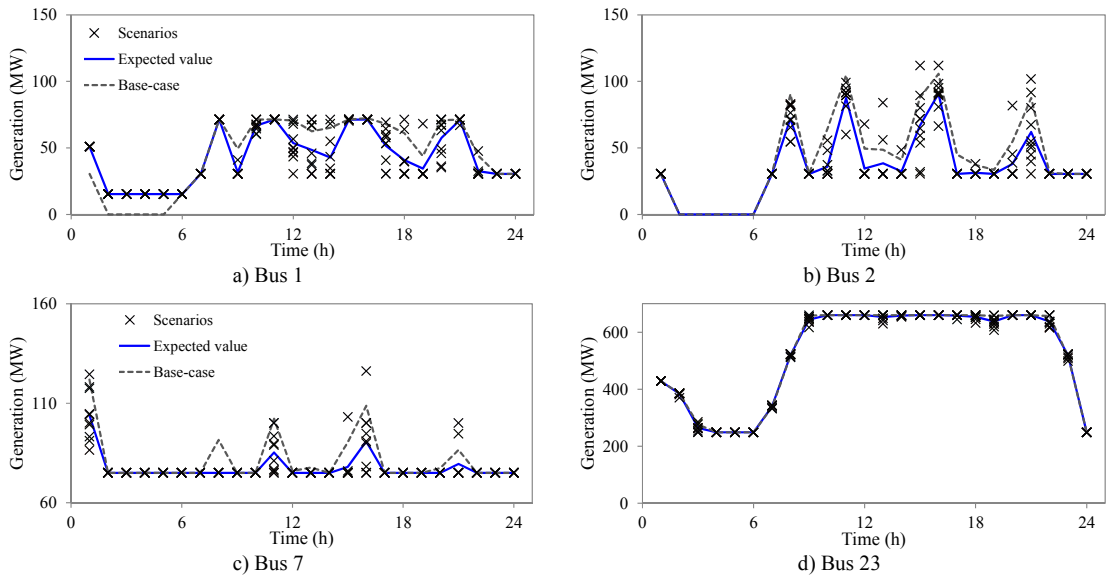 150
100
50
0
Generation (MW)
Scenarios
Expected value
Base-case
0 6 12 18 24
Time (h)
a) Bus 1
150
100
50
0
Generation (MW)
0 6 12 18 24
Time (h)
b) Bus 2
160
110
60
Generation (MW)
Scenarios
Expected value
Base-case
0 6 12 18 24
Time (h)
c) Bus 7
600
400
200
0
Generation (MW)
0 6 12 18 24
Time (h)
d) Bus 23